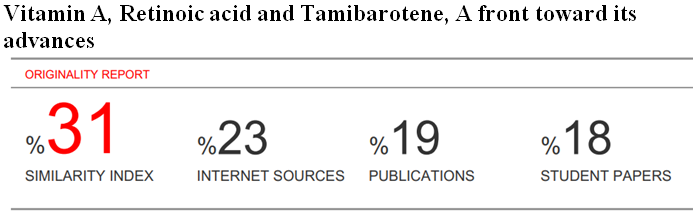 Vitamin A, Retinoic acid and Tamibarotene, A front toward its
advances
ORIGINALITY REPORT
%31 %23 %19 %18
SIMILARITY INDEX INTERNET SOURCES PUBLICATIONS STUDENT PAPERS